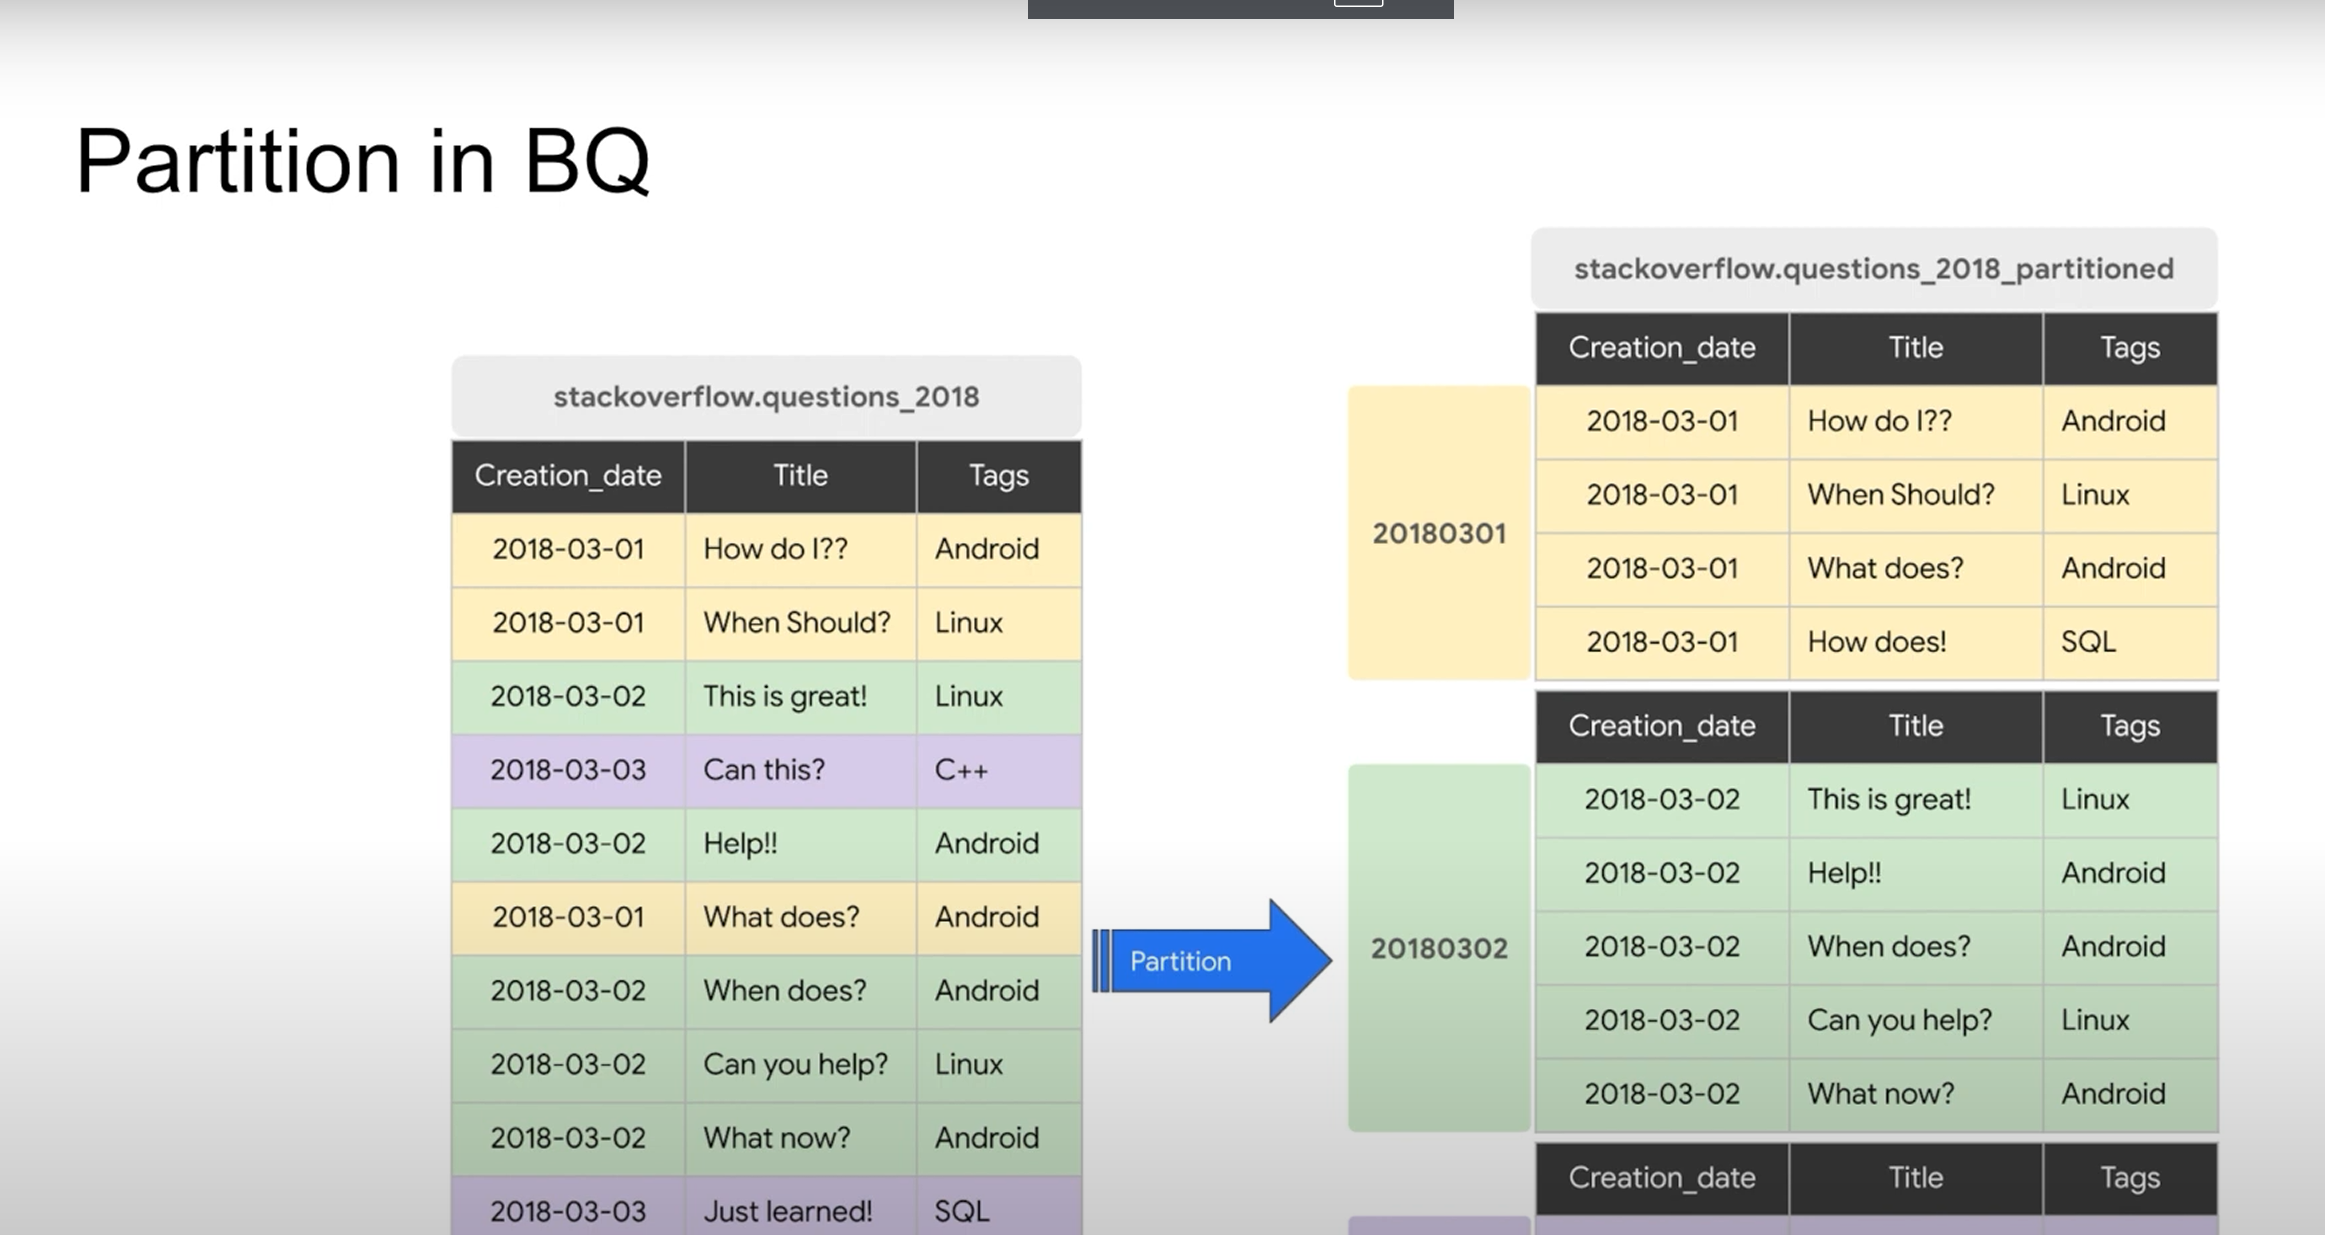 Partition in BQ
stackoverflow.questions_2018
Creation_date Title Tags
2018-03-01 How do I?? Android
2018-03-01 When Should? Linux
2018-03-02 This is great! Linux
2018-03-03 Can this? C++
2018-03-02 Help!! Android
2018-03-01 What does? Android
2018-03-02 When does? Android
2018-03-02 Can you help? Linux
2018-03-02 What now? Android
2018-03-03 Just learned! SQL
Partition
stackoverflow.questions_2018_partitioned
20180301
Creation_date Title Tags
2018-03-01 How do I?? Android
2018-03-01 When Should? Linux
2018-03-01 What does? Android
2018-03-01 How does! SQL
20180302
Creation_date Title Tags
2018-03-02 This is great! Linux
2018-03-02 Help!! Android
2018-03-02 When does? Android
2018-03-02 Can you help? Linux
2018-03-02 What now? Android
Creation_date Title Tags